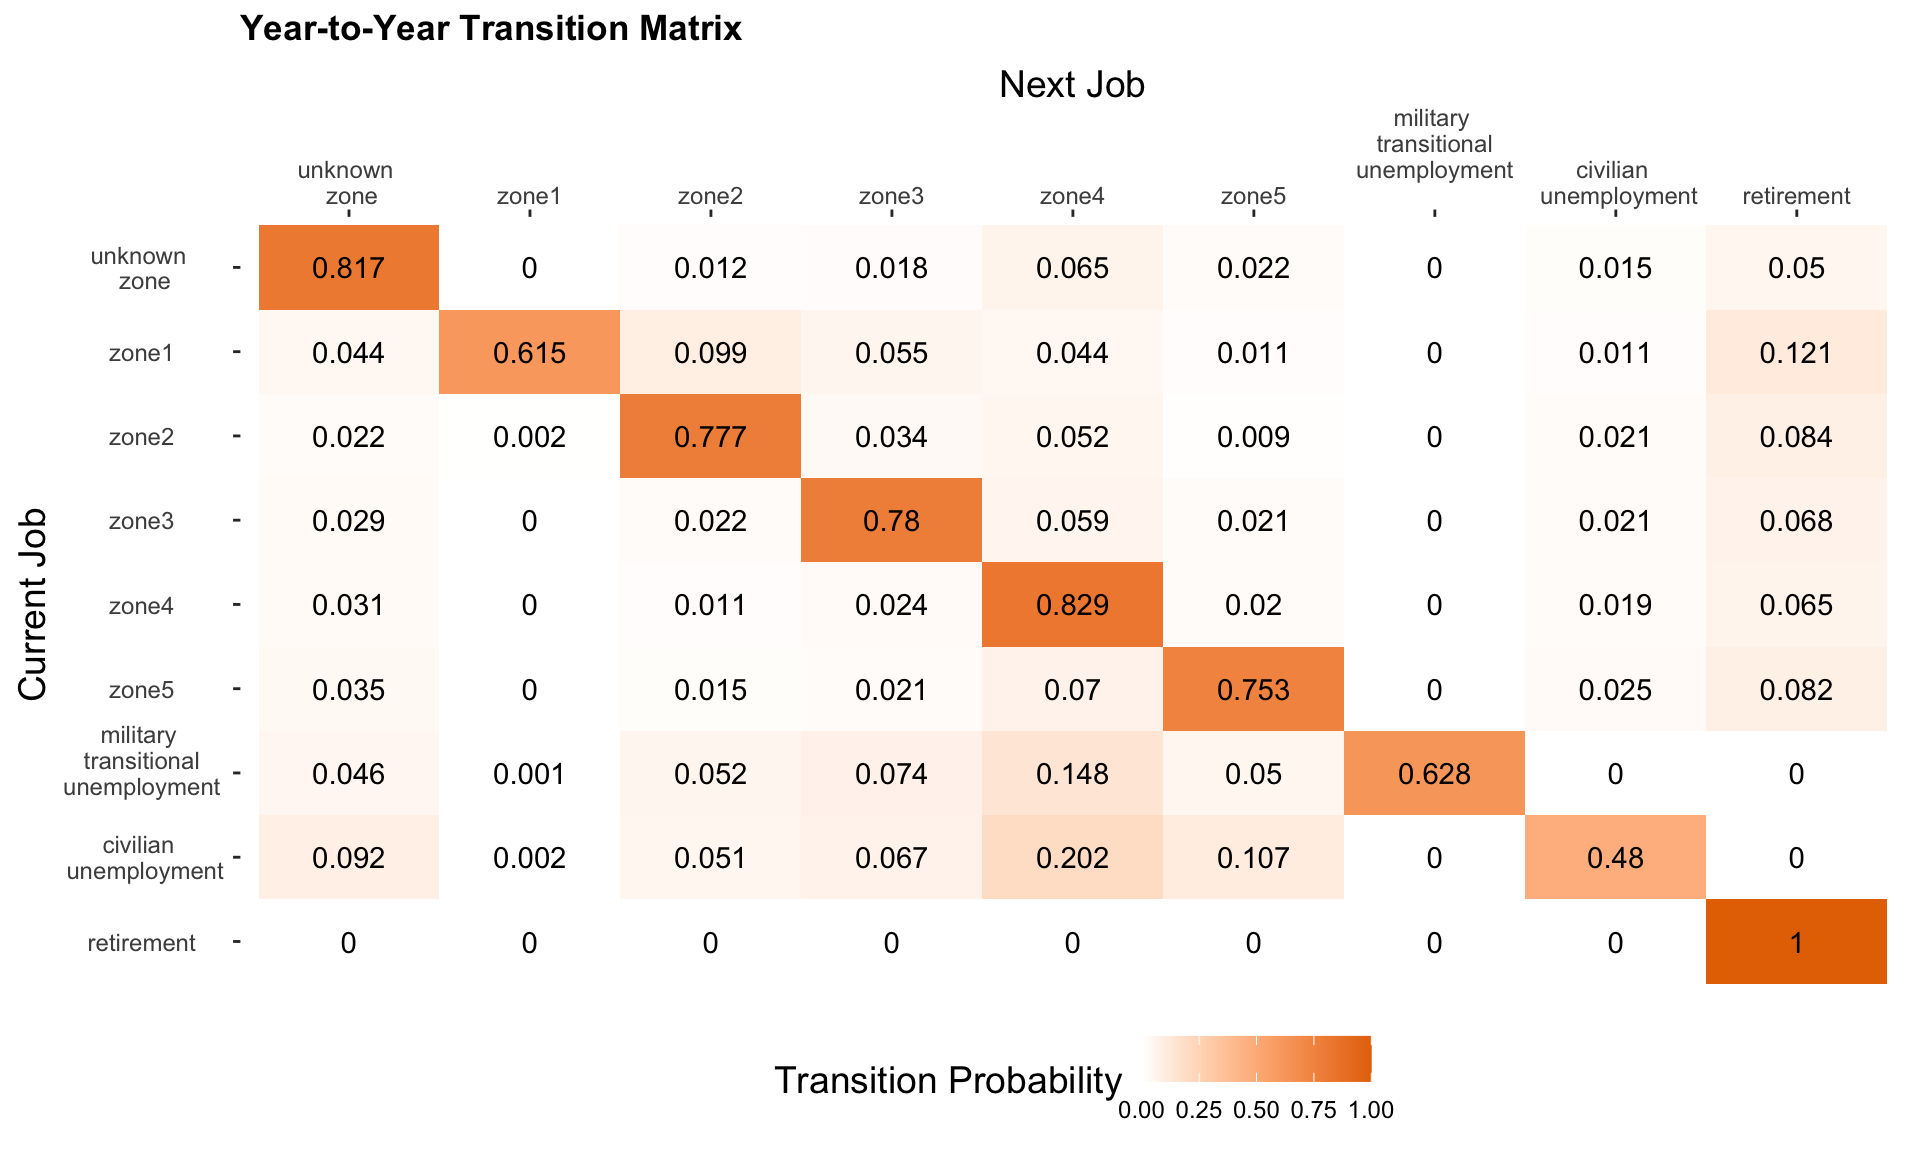 Year-to-Year Transition Matrix
Next Job
unknown
zone
zone1
zone2
zone3
zone4
zone5
military
transitional
unemployment
civilian
unemployment
retirement
Current Job
unknown
zone
0.817 0 0.012 0.018 0.065 0.022 0 0.015 0.05
zone1 0.044 0.615 0.099 0.055 0.044 0.011 0 0.011 0.121
zone2 0.022 0.002 0.777 0.034 0.052 0.009 0 0.021 0.084
zone3 0.029 0 0.022 0.78 0.059 0.021 0 0.021 0.068
zone4 0.031 0 0.011 0.024 0.829 0.02 0 0.019 0.065
zone5 0.035 0 0.015 0.021 0.07 0.753 0 0.025 0.082
military
transitional
unemployment
0.046 0.001 0.052 0.074 0.148 0.05 0.628 0 0
civilian
unemployment
0.092 0.002 0.051 0.067 0.202 0.107 0 0.48 0
retirement 0 0 0 0 0 0 0 0 1
Transition Probability
0.00 0.25 0.50 0.75 1.00